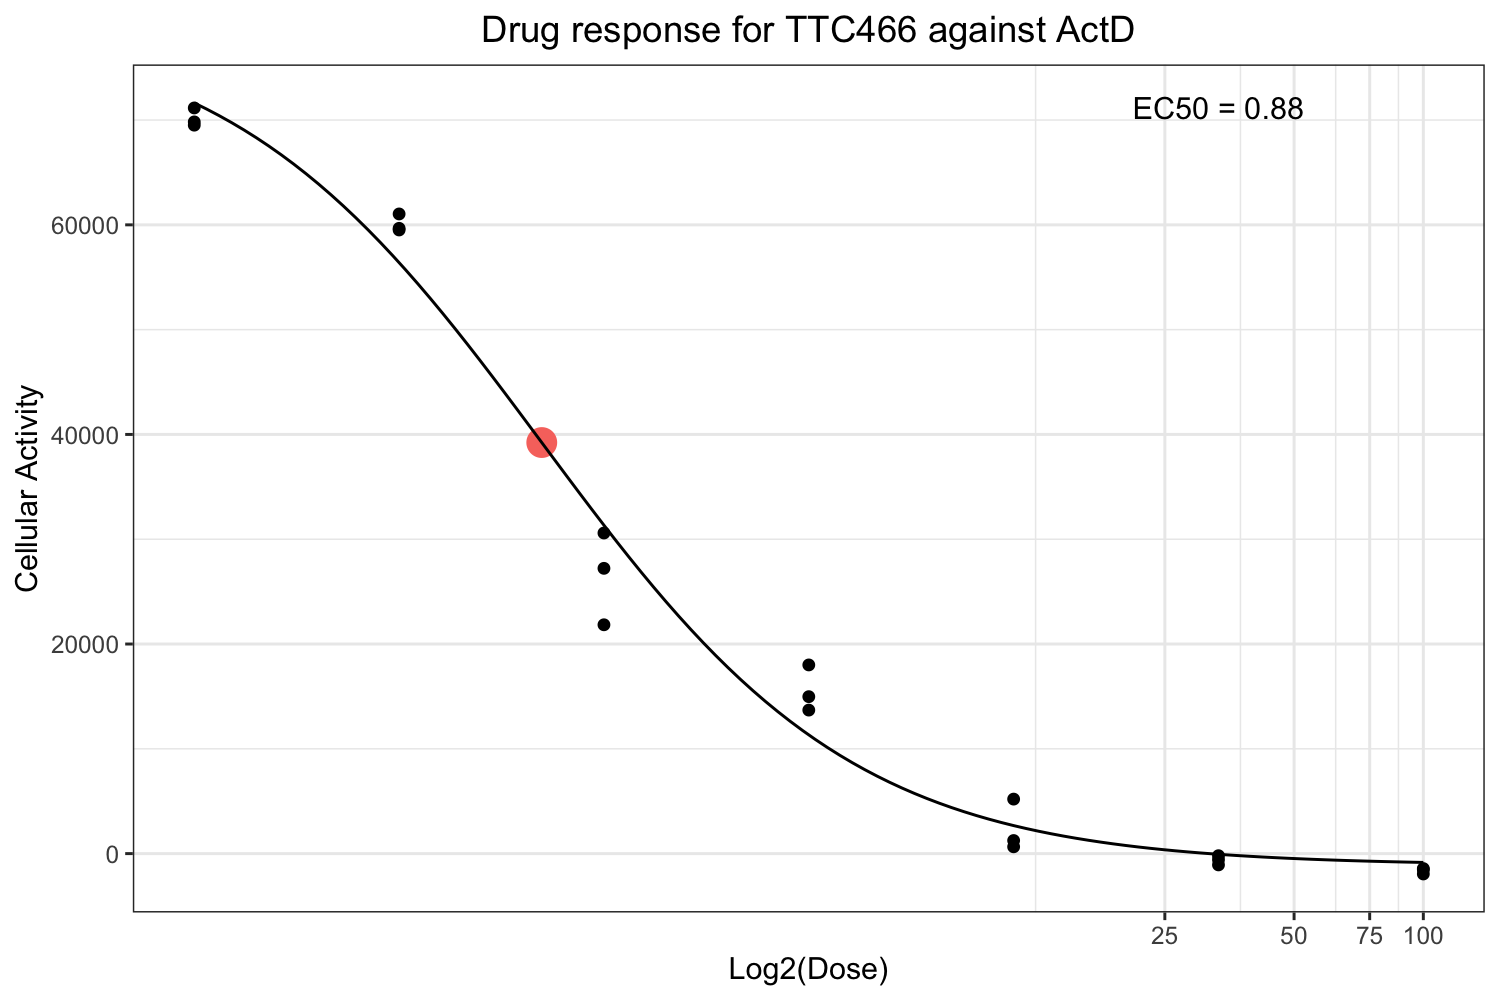 Drug response for TTC466 against ActD
EC50 = 0.88
Cellular Activity
60000
40000
20000
0
25 50 75 100
Log2(Dose)